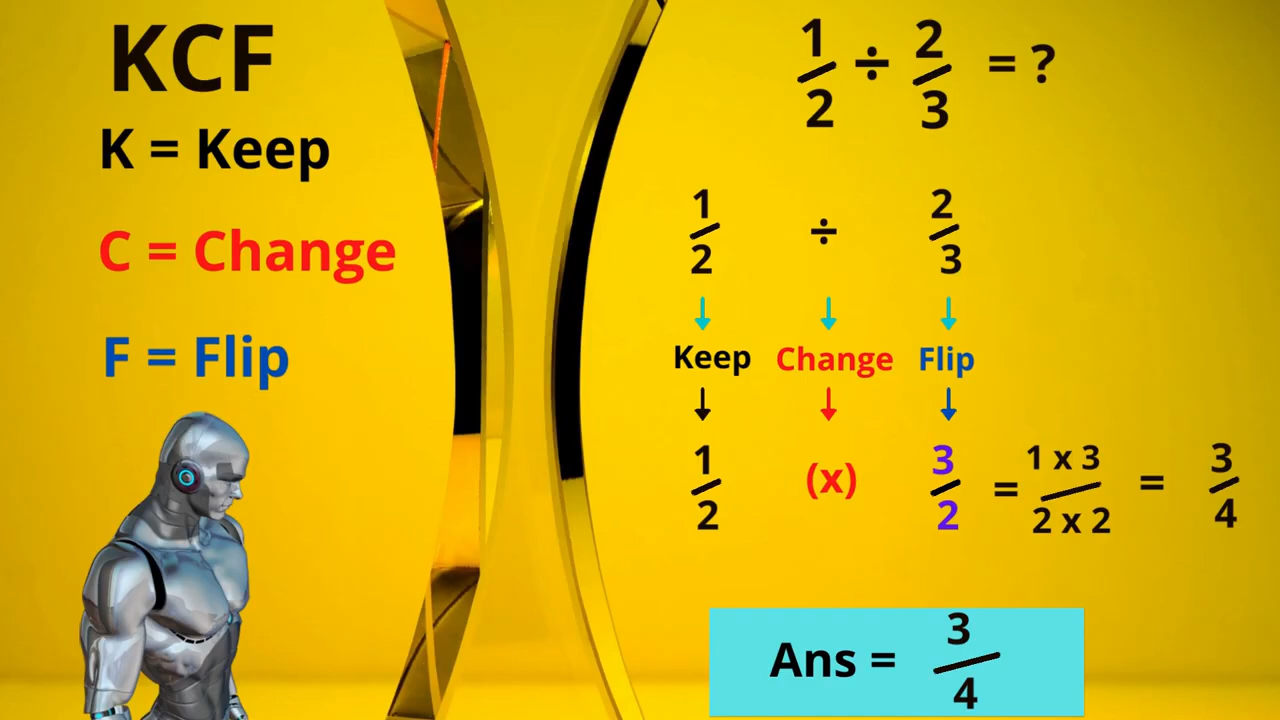 KCF
K = Keep
C = Change
F = Flip
1/2 ÷ 2/3 = ?
1/2 ÷ 2/3
↓ ↓ ↓
Keep Change Flip
↓ ↓ ↓
1/2 (x) 3/2 = 1 x 3/2 x 2 = 3/4
Ans = 3/4